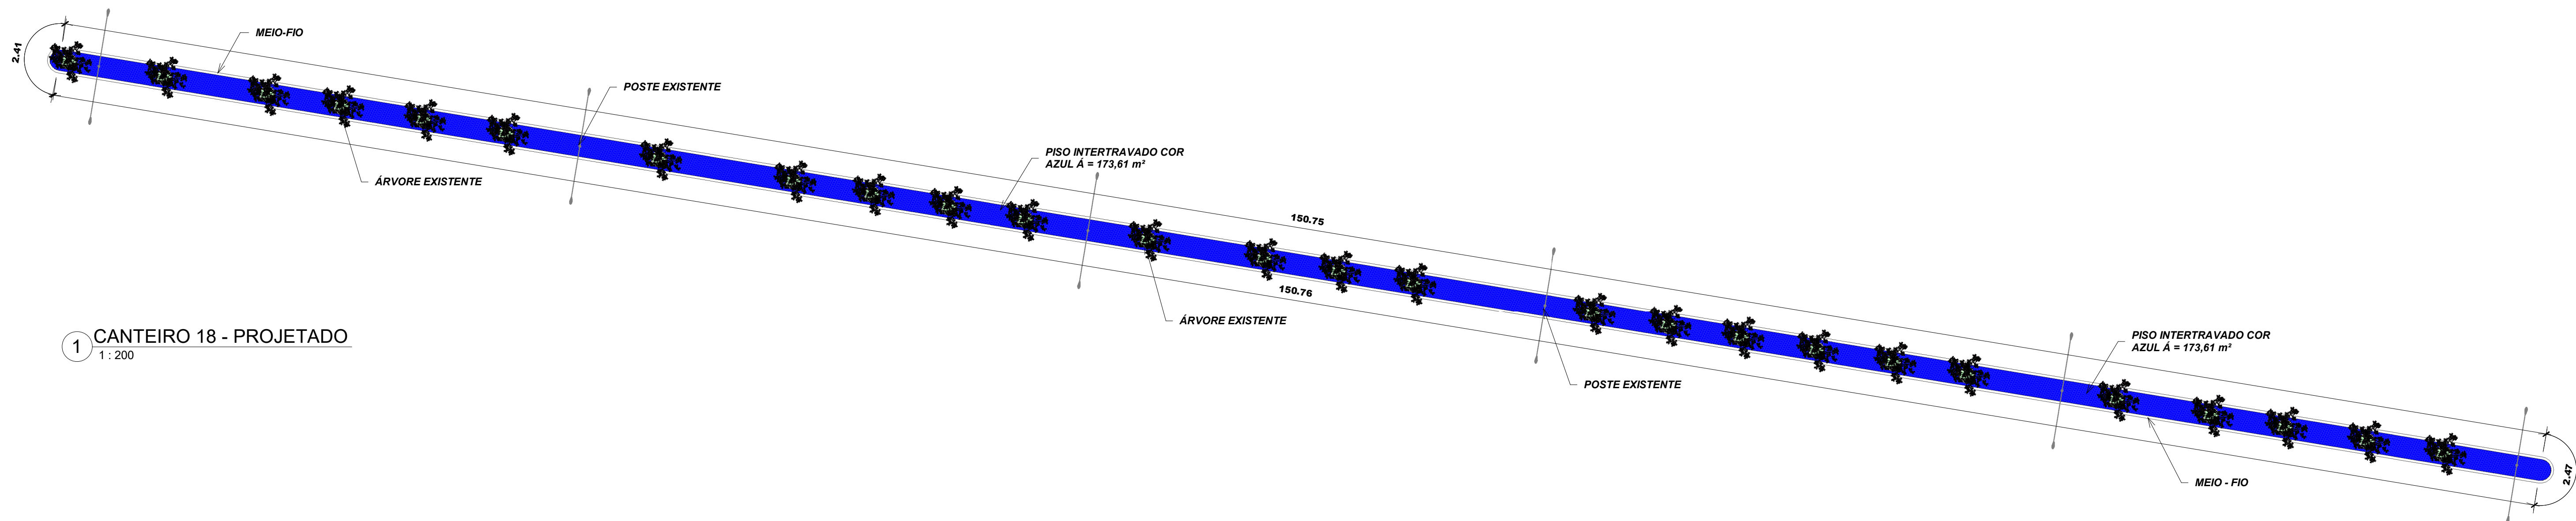 MEIO-FIO
2.41
POSTE EXISTENTE
PISO INTERTRAVADO COR
AZUL Á = 173,61 m²
ÁRVORE EXISTENTE
150.75
150.76
ÁRVORE EXISTENTE
1 CANTEIRO 18 - PROJETADO
1 : 200
PISO INTERTRAVADO COR
AZUL Á = 173,61 m²
POSTE EXISTENTE
2.47
MEIO - FIO